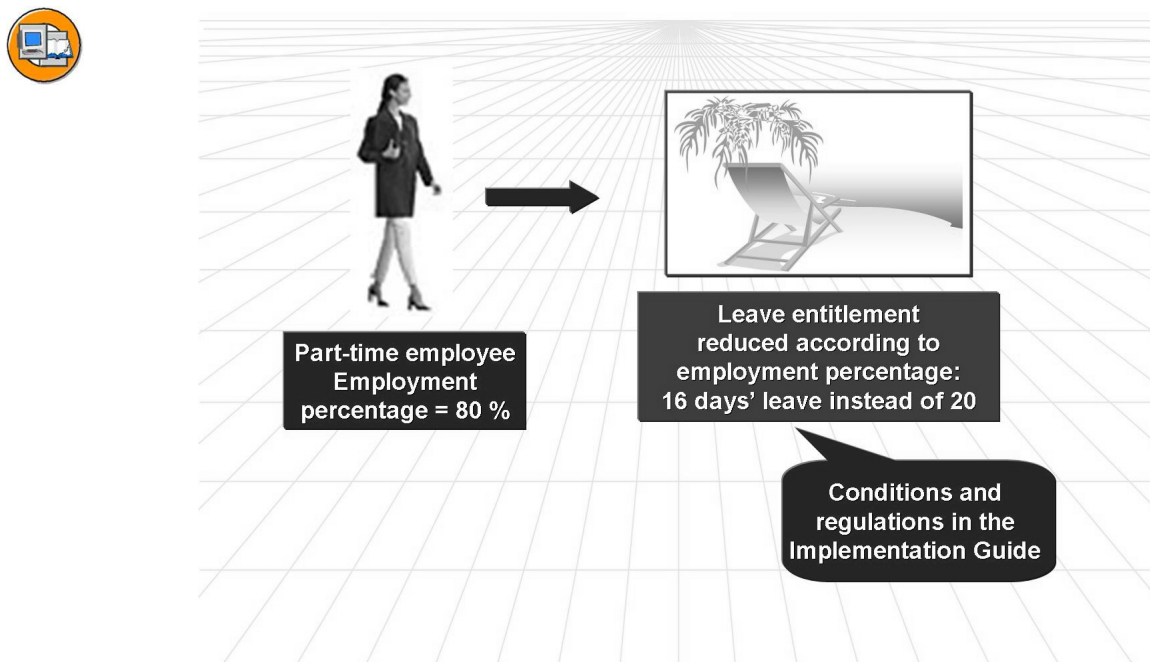 Part-time employee
Employment
percentage = 80 %
Leave entitlement
reduced according to
employment percentage:
16 days’ leave instead of 20
Conditions and
regulations in the
Implementation Guide